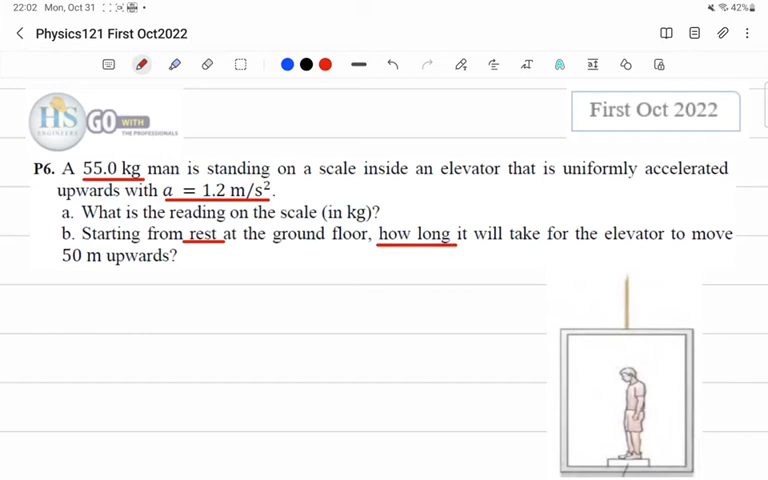 22:02 Mon, Oct 31
42%
Physics121 First Oct2022
HS
ENGINEERS
GO WITH
THE PROFESSIONALS
First Oct 2022
P6. A 55.0 kg man is standing on a scale inside an elevator that is uniformly accelerated
upwards with a = 1.2 m/s².
a. What is the reading on the scale (in kg)?
b. Starting from rest at the ground floor, how long it will take for the elevator to move
50 m upwards?